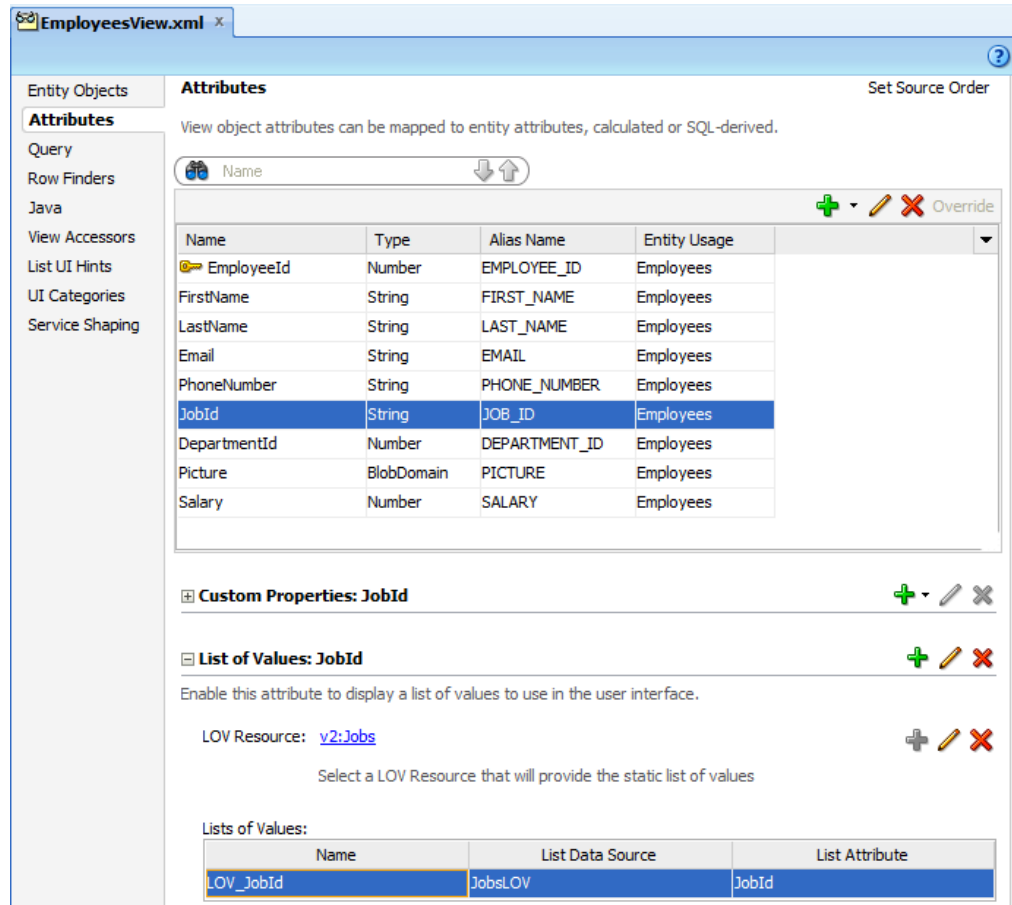 EmployeesView.xml x
Entity Objects
Attributes
Query
Row Finders
Java
View Accessors
List UI Hints
UI Categories
Service Shaping
Attributes Set Source Order
View object attributes can be mapped to entity attributes, calculated or SQL-derived.
Name
Override
Name Type Alias Name Entity Usage
EmployeeId Number EMPLOYEE_ID Employees
FirstName String FIRST_NAME Employees
LastName String LAST_NAME Employees
Email String EMAIL Employees
PhoneNumber String PHONE_NUMBER Employees
JobId String JOB_ID Employees
DepartmentId Number DEPARTMENT_ID Employees
Picture BlobDomain PICTURE Employees
Salary Number SALARY Employees
Custom Properties: JobId
List of Values: JobId
Enable this attribute to display a list of values to use in the user interface.
LOV Resource: v2:Jobs
Select a LOV Resource that will provide the static list of values
Lists of Values:
Name List Data Source List Attribute
LOV_JobId JobsLOV JobId